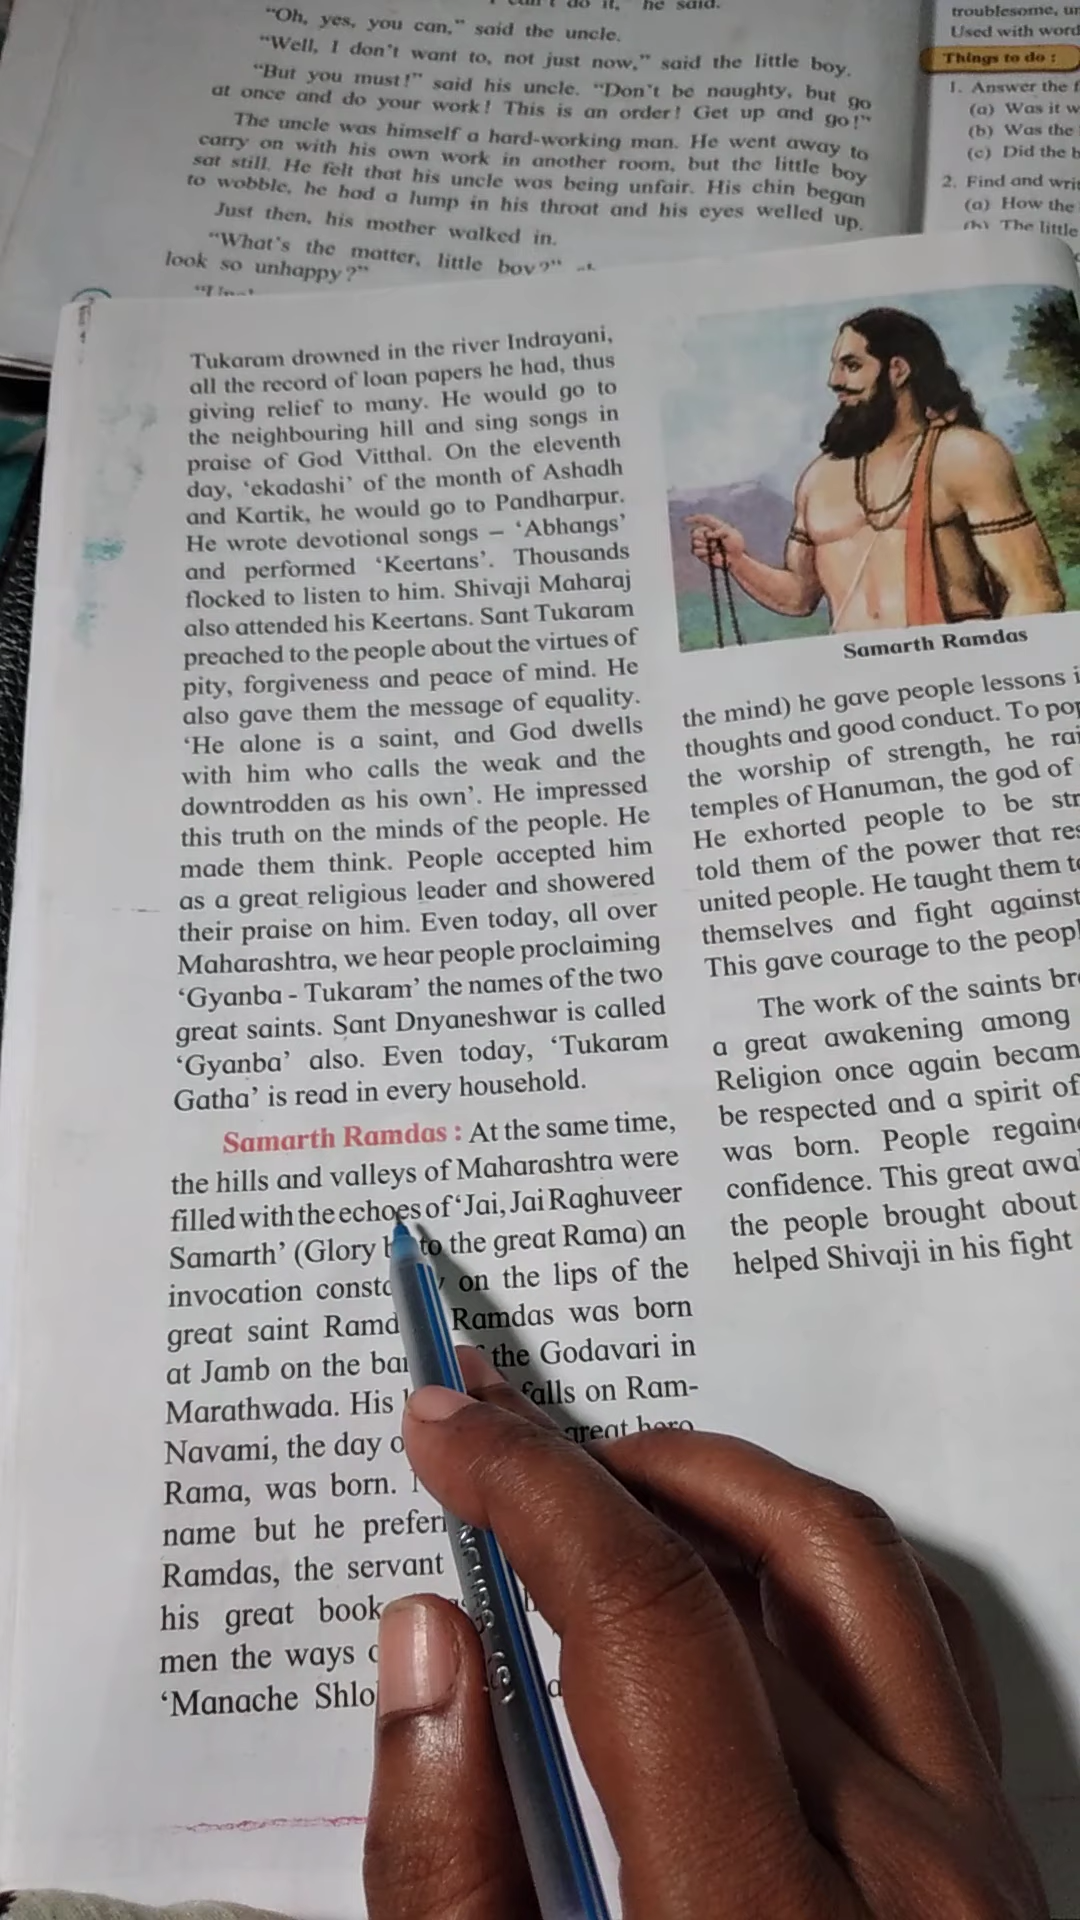 he said.
"Oh, yes, you can," said the uncle.
"Well, I don't want to, not just now," said the little boy.
"But you must!" said his uncle. "Don't be naughty, but go
at once and do your work! This is an order! Get up and go!"
The uncle was himself a hard-working man. He went away to
carry on with his own work in another room, but the little boy
sat still. He felt that his uncle was being unfair. His chin began
to wobble, he had a lump in his throat and his eyes welled up.
Just then, his mother walked in.
"What's the matter, little boy?"
look so unhappy?"
troublesome,
Used with word
Things to do :
1. Answer the
(a) Was it
(b) Was the
(c) Did the
2. Find and
(a) How the
(b) The little
Tukaram drowned in the river Indrayani,
all the record of loan papers he had, thus
giving relief to many. He would go to
the neighbouring hill and sing songs in
praise of God Vitthal. On the eleventh
day, 'ekadashi' of the month of Ashadh
and Kartik, he would go to Pandharpur.
He wrote devotional songs – 'Abhangs'
and performed 'Keertans'. Thousands
flocked to listen to him. Shivaji Maharaj
also attended his Keertans. Sant Tukaram
preached to the people about the virtues of
pity, forgiveness and peace of mind. He
also gave them the message of equality.
'He alone is a saint, and God dwells
with him who calls the weak and the
downtrodden as his own'. He impressed
this truth on the minds of the people. He
made them think. People accepted him
as a great religious leader and showered
their praise on him. Even today, all over
Maharashtra, we hear people proclaiming
'Gyanba - Tukaram' the names of the two
great saints. Sant Dnyaneshwar is called
'Gyanba' also. Even today, 'Tukaram
Gatha' is read in every household.
Samarth Ramdas : At the same time,
the hills and valleys of Maharashtra were
filled with the echoes of 'Jai, Jai Raghuveer
Samarth' (Glory to the great Rama) an
invocation on the lips of the
great saint Ramdas was born
at Jamb on the the Godavari in
Marathwada. His falls on Ram-
Navami, the day great hero
Rama, was born.
name but he
Ramdas, the servant
his great book
men the ways
'Manache
Samarth Ramdas
the mind) he gave people lessons
thoughts and good conduct. To
the worship of strength, he
temples of Hanuman, the god of
He exhorted people to be
told them of the power that
united people. He taught them
themselves and fight against
This gave courage to the
The work of the saints
a great awakening among
Religion once again
be respected and a spirit of
was born. People
confidence. This great
the people brought about
helped Shivaji in his fight